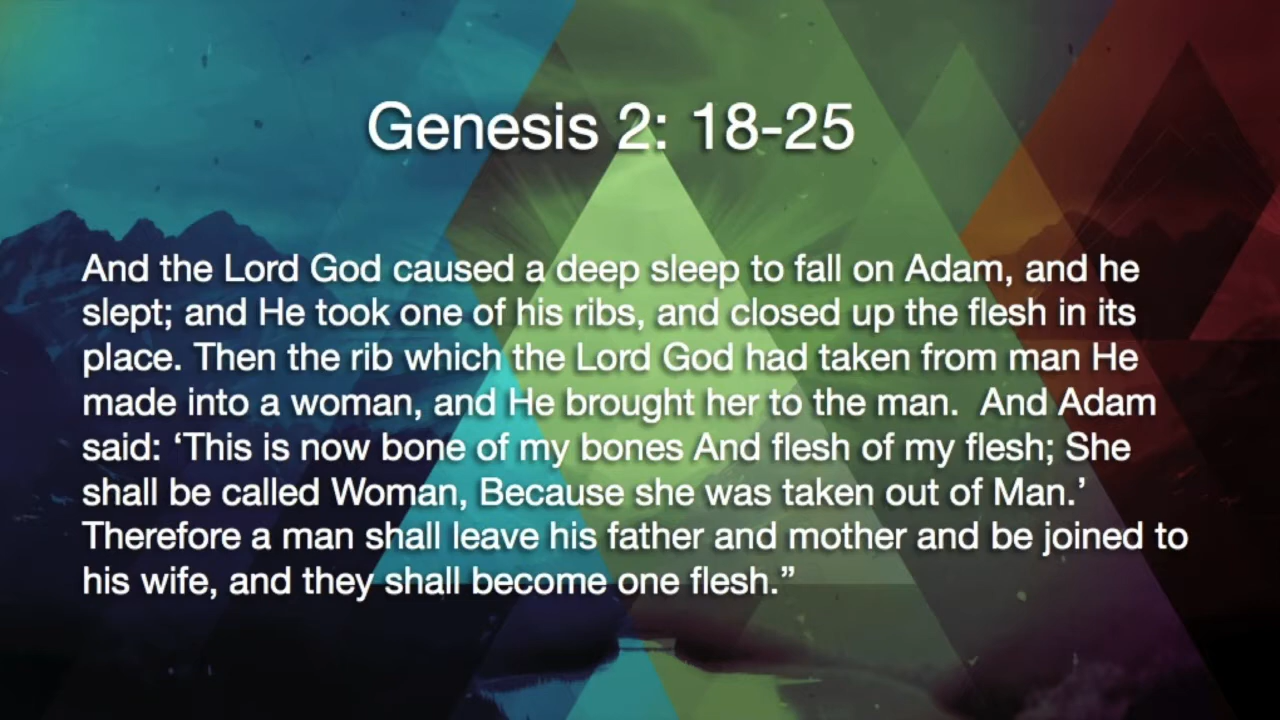 Genesis 2: 18-25
And the Lord God caused a deep sleep to fall on Adam, and he
slept; and He took one of his ribs, and closed up the flesh in its
place. Then the rib which the Lord God had taken from man He
made into a woman, and He brought her to the man.  And Adam
said: ‘This is now bone of my bones And flesh of my flesh; She
shall be called Woman, Because she was taken out of Man.’
Therefore a man shall leave his father and mother and be joined to
his wife, and they shall become one flesh.”